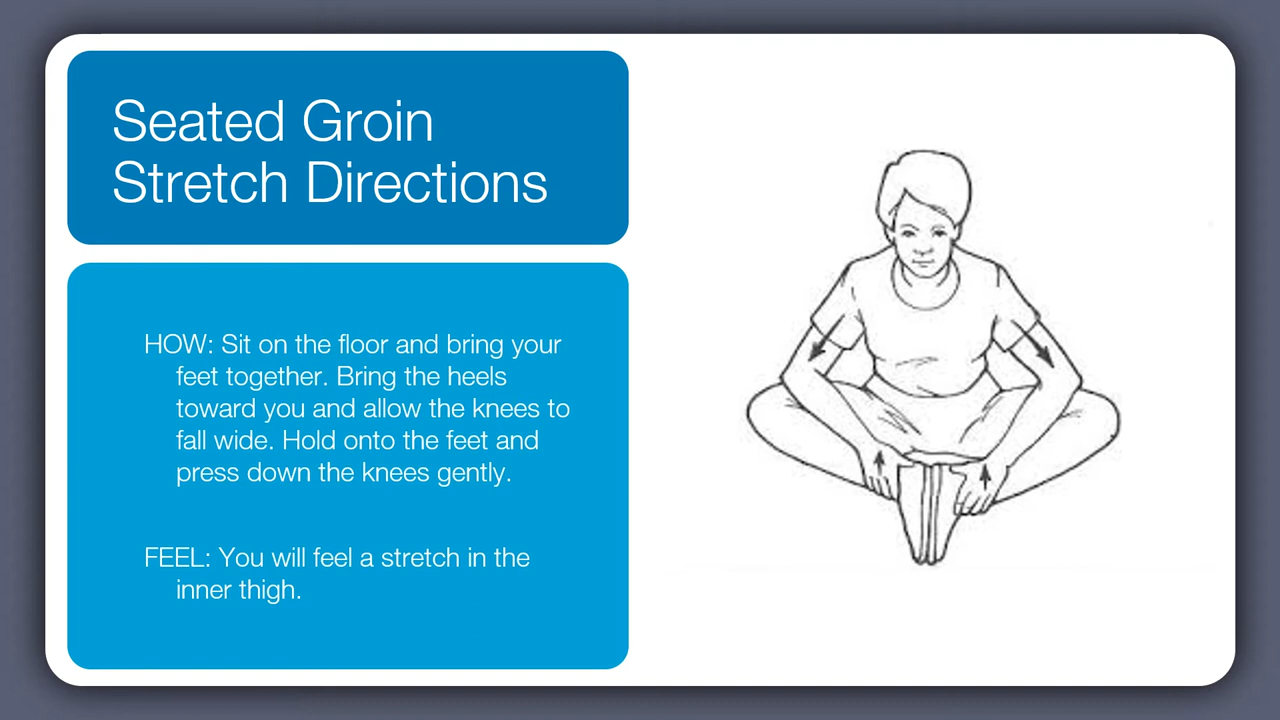 Seated Groin
Stretch Directions
HOW: Sit on the floor and bring your
feet together. Bring the heels
toward you and allow the knees to
fall wide. Hold onto the feet and
press down the knees gently.
FEEL: You will feel a stretch in the
inner thigh.